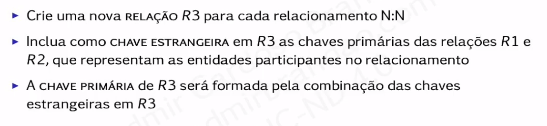 ▸ Crie uma nova RELAÇÃO R3 para cada relacionamento N:N
▸ Inclua como CHAVE ESTRANGEIRA em R3 as chaves primárias das relações R1 e
R2, que representam as entidades participantes no relacionamento
▸ A CHAVE PRIMÁRIA de R3 será formada pela combinação das chaves
estrangeiras em R3